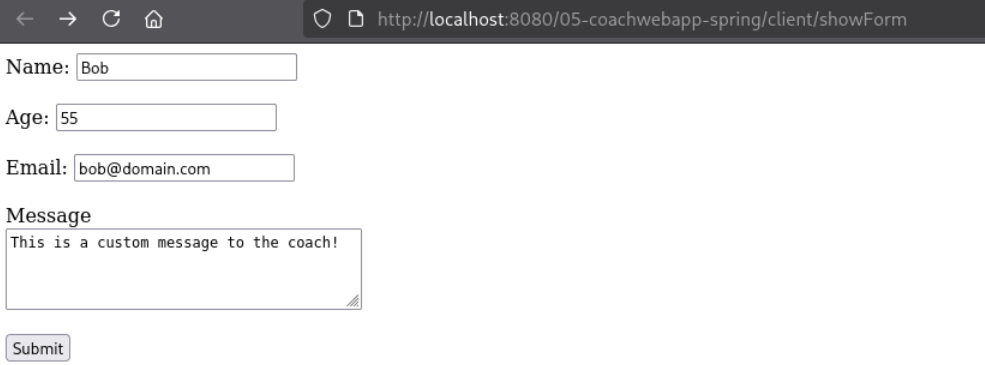 http://localhost:8080/05-coachwebapp-spring/client/showForm
Name: Bob
Age: 55
Email: bob@domain.com
Message
This is a custom message to the coach!
Submit